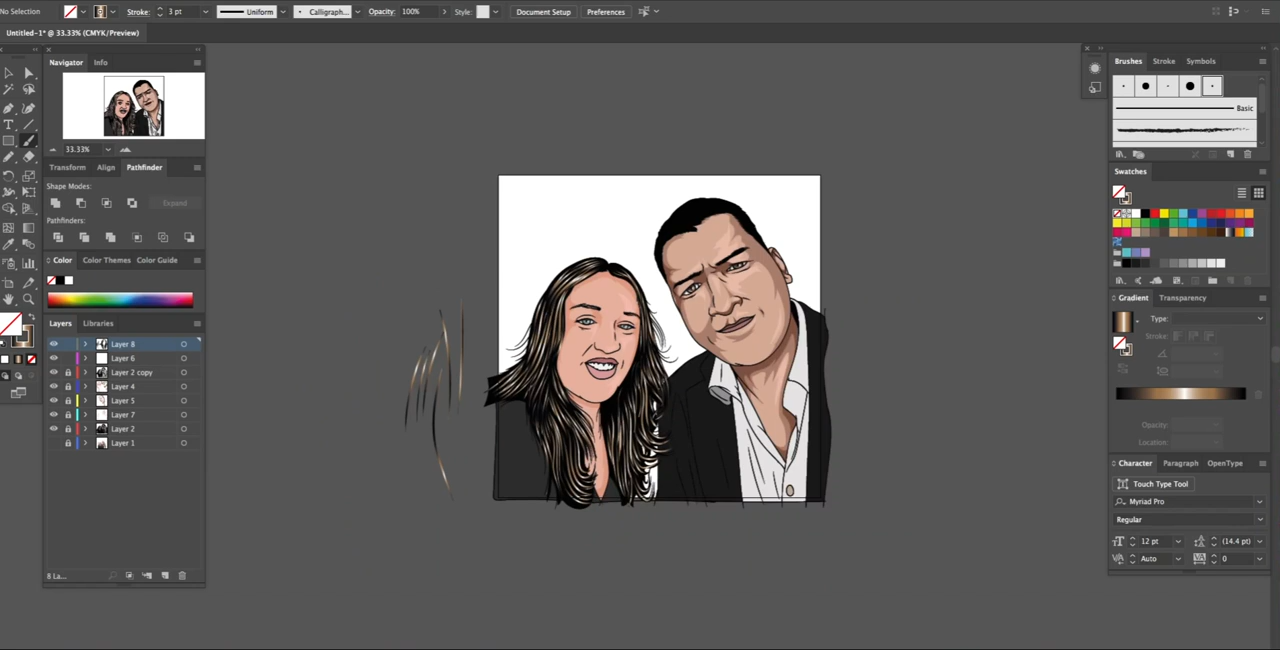 No Selection Stroke: 3 pt Uniform Calligraph... Opacity: 100% Style: Document Setup Preferences
Untitled-1* @ 33.33% (CMYK/Preview)
Navigator Info
33.33%
Transform Align Pathfinder
Shape Modes:
Expand
Pathfinders:
Color Color Themes Color Guide
Layers Libraries
Layer 8
Layer 6
Layer 2 copy
Layer 4
Layer 5
Layer 7
Layer 2
Layer 1
8 La...
Brushes Stroke Symbols
Basic
Swatches
Gradient Transparency
Type:
Stroke:
Opacity:
Location:
Character Paragraph OpenType
Touch Type Tool
Myriad Pro
Regular
12 pt (14.4 pt)
Auto 0